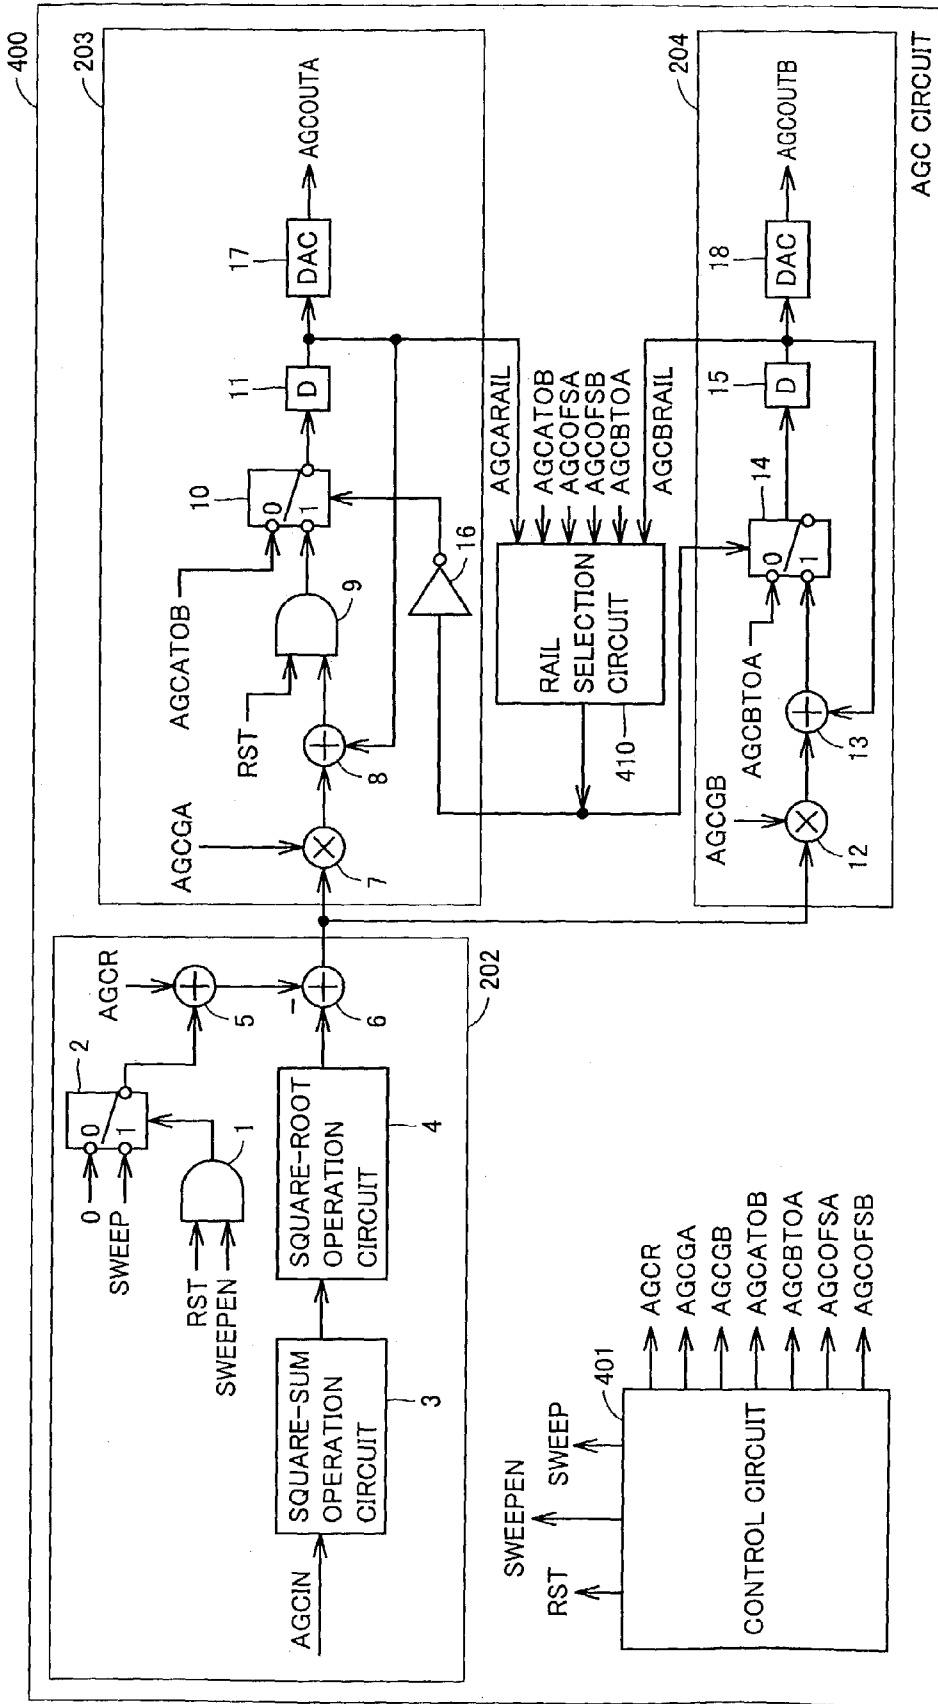 400
202
AGCIN
SQUARE-SUM
OPERATION
CIRCUIT
3
SQUARE-ROOT
OPERATION
CIRCUIT
4
RST
SWEEPEN
1
0
SWEEP
0
1
2
AGCR
5
-
6
203
AGCGA
7
8
RST
9
AGCATOB
0
1
10
D
11
DAC
17
AGCOUTA
16
AGCARAIL
AGCATOB
AGCOFSA
AGCOFSB
AGCBTOA
AGCBRAIL
RAIL
SELECTION
CIRCUIT
410
204
AGCGB
12
13
AGCBTOA
0
1
14
D
15
DAC
18
AGCOUTB
CONTROL CIRCUIT
401
RST
SWEEPEN
SWEEP
AGCR
AGCGA
AGCGB
AGCATOB
AGCBTOA
AGCOFSA
AGCOFSB
AGC CIRCUIT